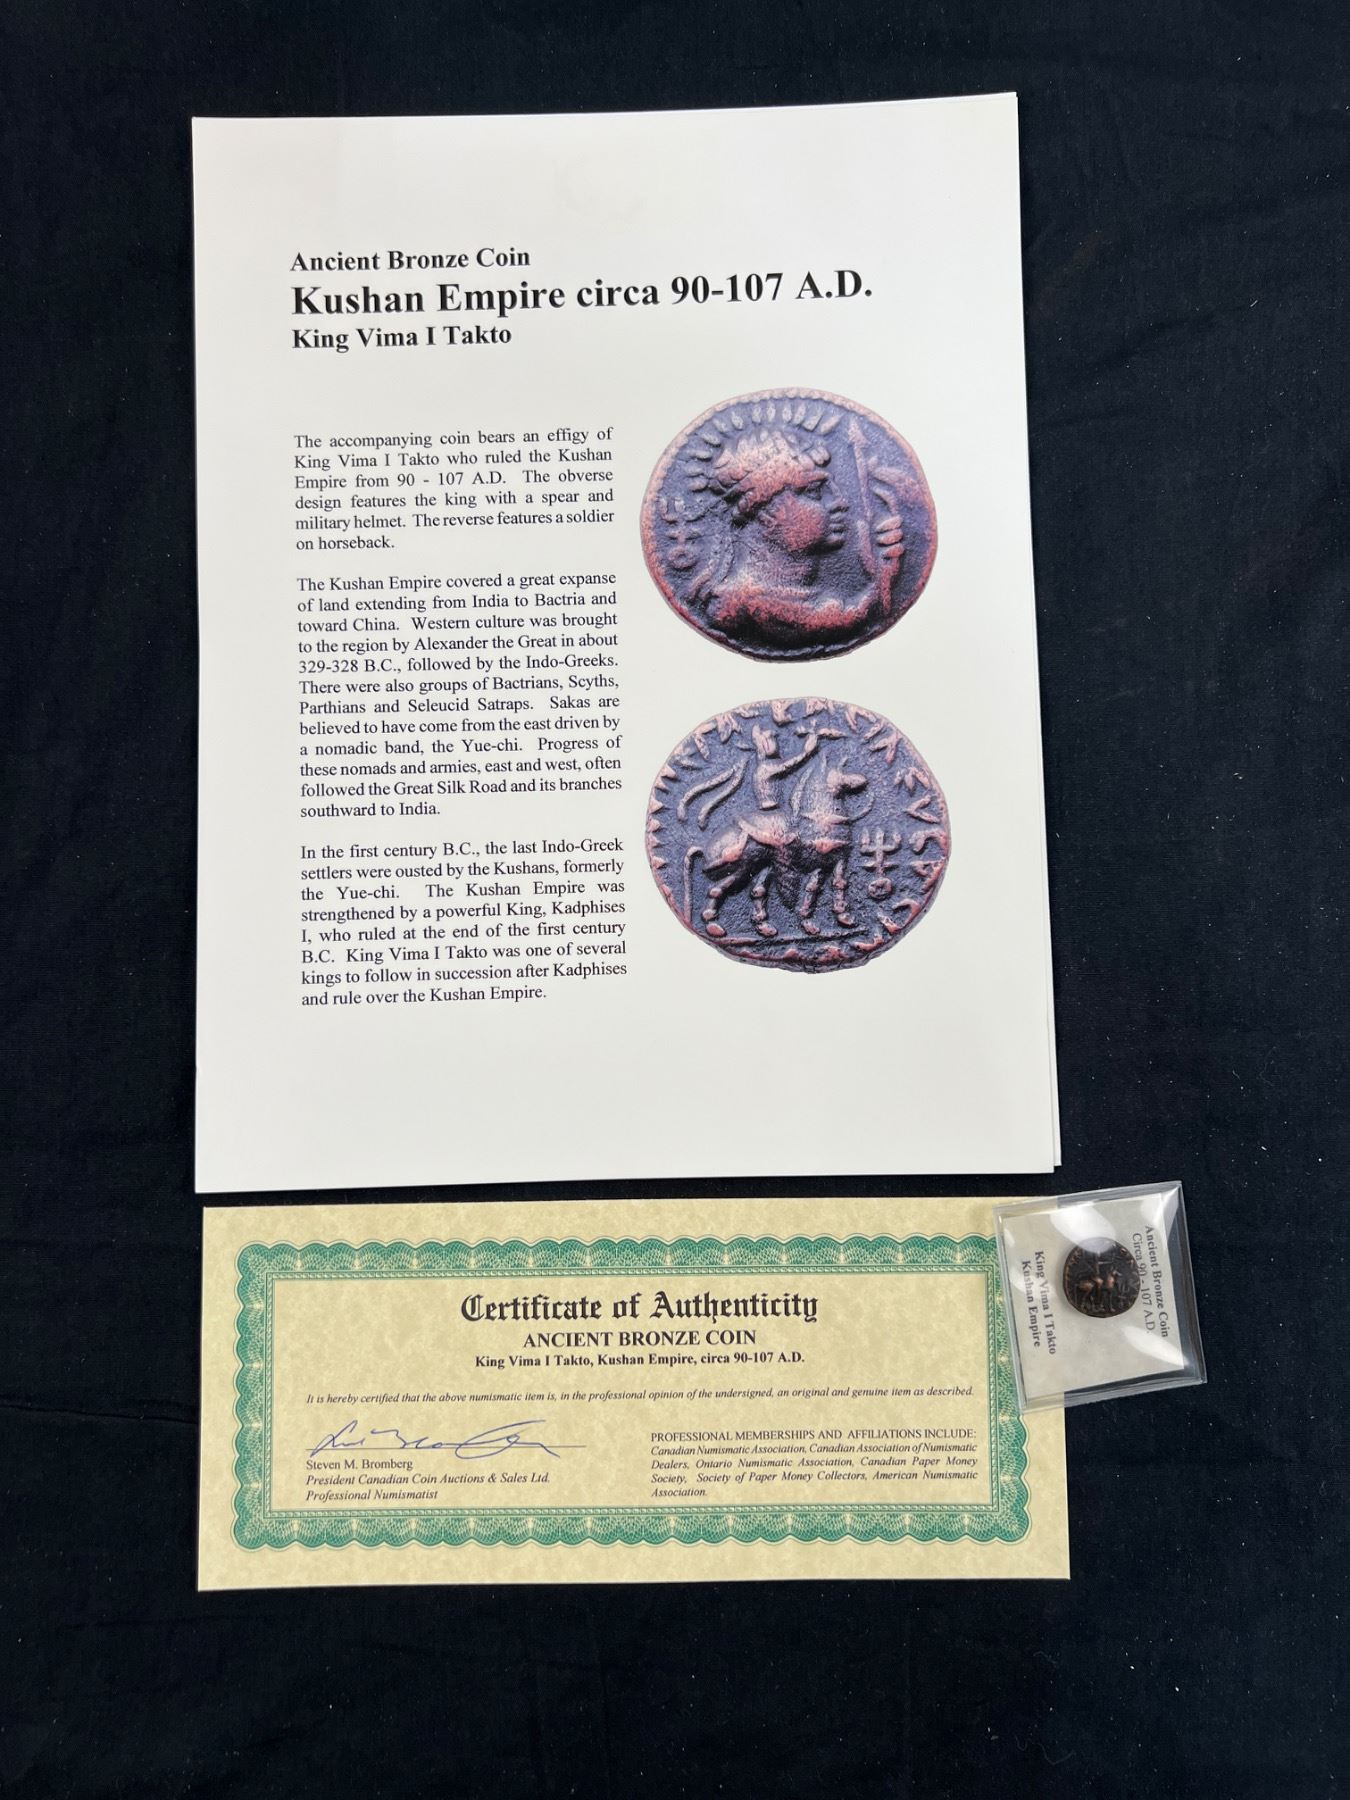 Ancient Bronze Coin
Kushan Empire circa 90-107 A.D.
King Vima I Takto
The accompanying coin bears an effigy of
King Vima I Takto who ruled the Kushan
Empire from 90 - 107 A.D. The obverse
design features the king with a spear and
military helmet. The reverse features a soldier
on horseback.
The Kushan Empire covered a great expanse
of land extending from India to Bactria and
toward China. Western culture was brought
to the region by Alexander the Great in about
329-328 B.C., followed by the Indo-Greeks.
There were also groups of Bactrians, Scyths,
Parthians and Seleucid Satraps. Sakas are
believed to have come from the east driven by
a nomadic band, the Yue-chi. Progress of
these nomads and armies, east and west, often
followed the Great Silk Road and its branches
southward to India.
In the first century B.C., the last Indo-Greek
settlers were ousted by the Kushans, formerly
the Yue-chi. The Kushan Empire was
strengthened by a powerful King, Kadphises
I, who ruled at the end of the first century
B.C. King Vima I Takto was one of several
kings to follow in succession after Kadphises
and rule over the Kushan Empire.
Certificate of Authenticity
ANCIENT BRONZE COIN
King Vima I Takto, Kushan Empire, circa 90-107 A.D.
It is hereby certified that the above numismatic item is, in the professional opinion of the undersigned, an original and genuine item as described.
Steven M. Bromberg
President Canadian Coin Auctions & Sales Ltd.
Professional Numismatist
PROFESSIONAL MEMBERSHIPS AND AFFILIATIONS INCLUDE:
Canadian Numismatic Association, Canadian Association of Numismatic
Dealers, Ontario Numismatic Association, Canadian Paper Money
Society, Society of Paper Money Collectors, American Numismatic
Association.
Ancient Bronze Coin
Circa 90 - 107 A.D.
King Vima I Takto
Kushan Empire